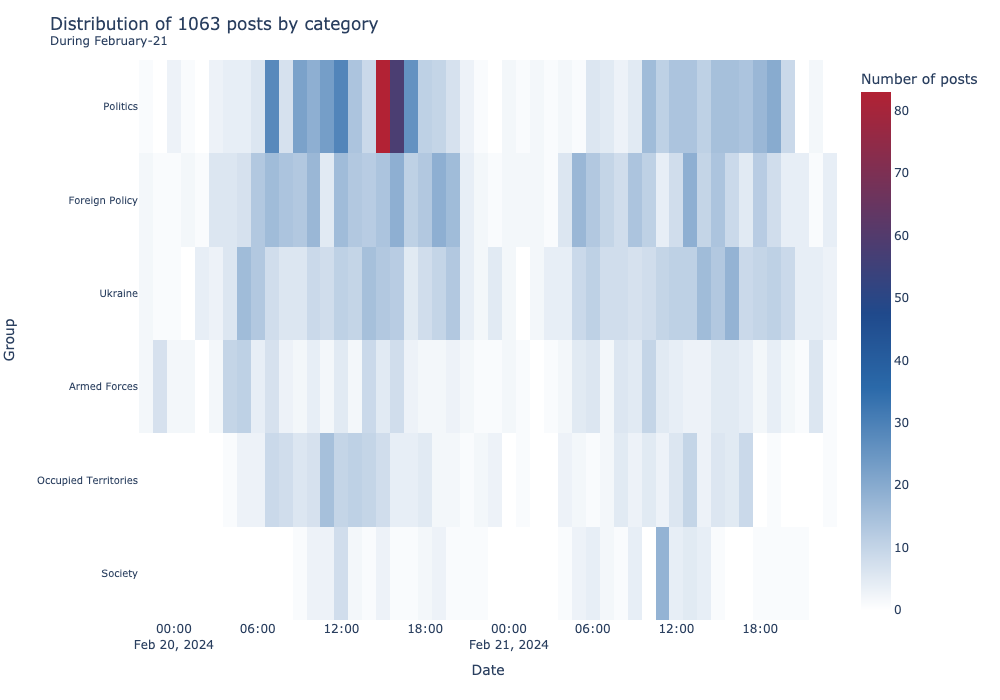 Distribution of 1063 posts by category
During February-21
Number of posts
Politics
Foreign Policy
Ukraine
Armed Forces
Occupied Territories
Society
Group
80
70
60
50
40
30
20
10
0
00:00 06:00 12:00 18:00 00:00 06:00 12:00 18:00
Feb 20, 2024 Feb 21, 2024
Date